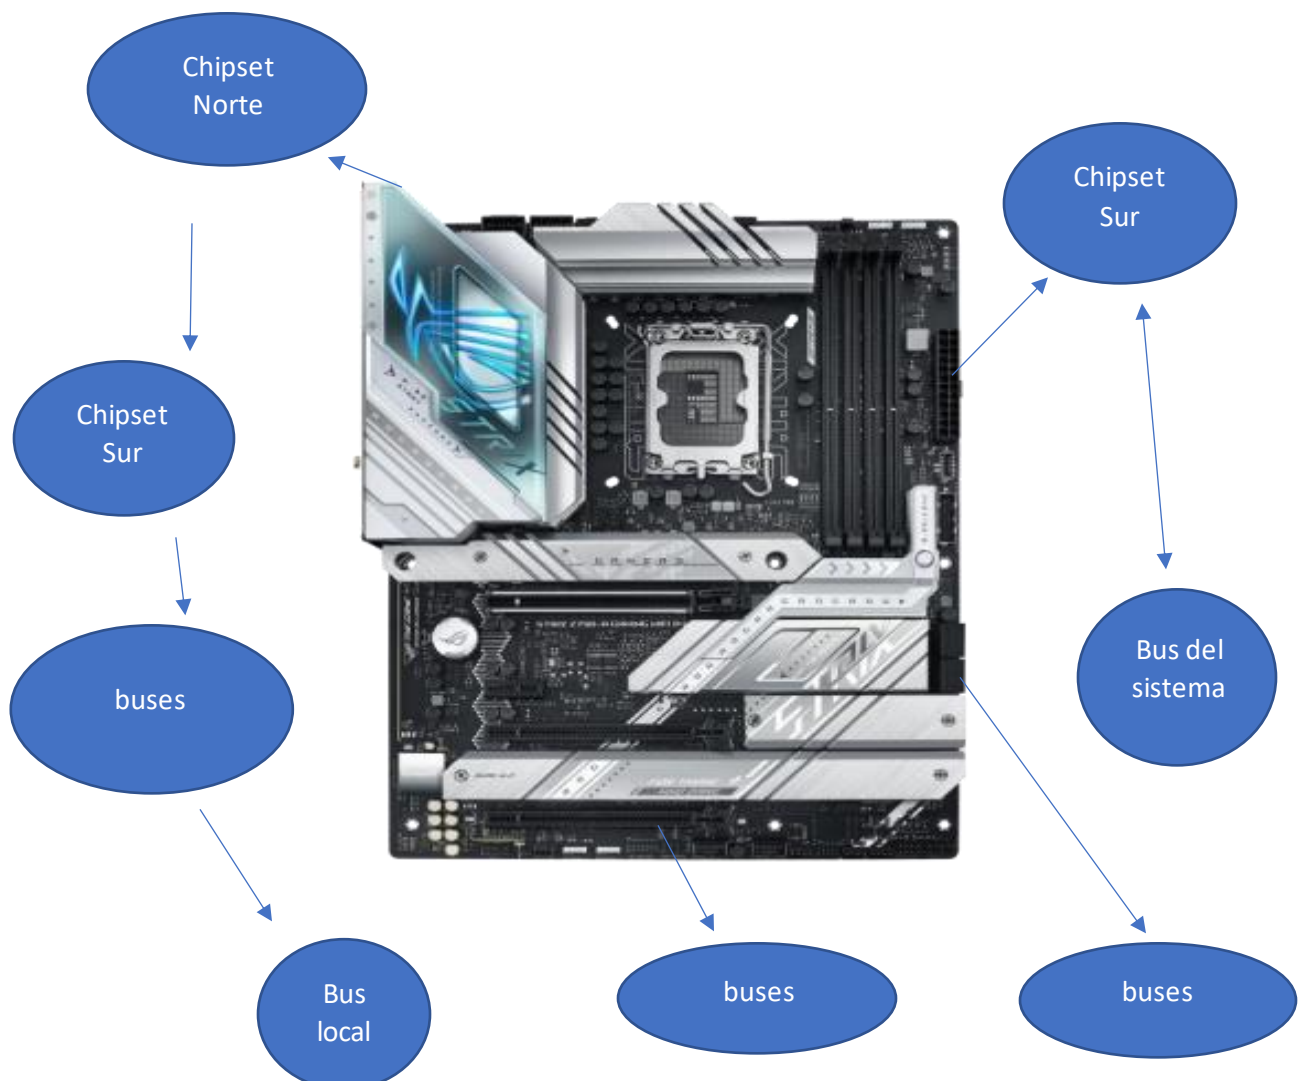 Chipset
Norte
Chipset
Sur
Chipset
Sur
buses
Bus del
sistema
Bus
local
buses
buses